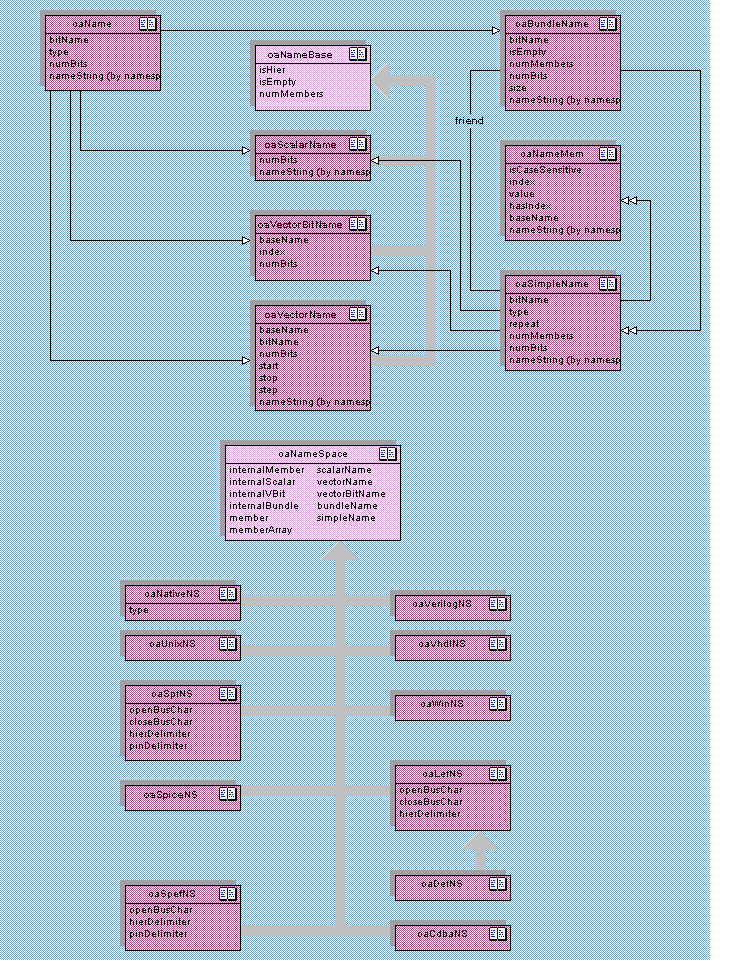 oaName
bitName
type
numBits
nameString (by namesp
oaNameBase
isHier
isEmpty
numMembers
oaScalarName
numBits
nameString (by namesp
oaVectorBitName
baseName
index
numBits
oaVectorName
baseName
bitName
numBits
start
stop
step
nameString (by namesp
oaBundleName
bitName
isEmpty
numMembers
numBits
size
nameString (by namesp
friend
oaNameMem
isCaseSensitive
index
value
hasIndex
baseName
nameString (by namesp
oaSimpleName
bitName
type
repeat
numMembers
numBits
nameString (by namesp
oaNameSpace
internalMember scalarName
internalScalar vectorName
internalVBit vectorBitName
internalBundle bundleName
member simpleName
memberArray
oaNativeNS
type
oaVerilogNS
oaUnixNS
oaVhdlNS
oaSpfNS
openBusChar
closeBusChar
hierDelimiter
pinDelimiter
oaWinNS
oaSpiceNS
oaLefNS
openBusChar
closeBusChar
hierDelimiter
oaDefNS
oaSpefNS
openBusChar
hierDelimiter
pinDelimiter
oaCdbaNS